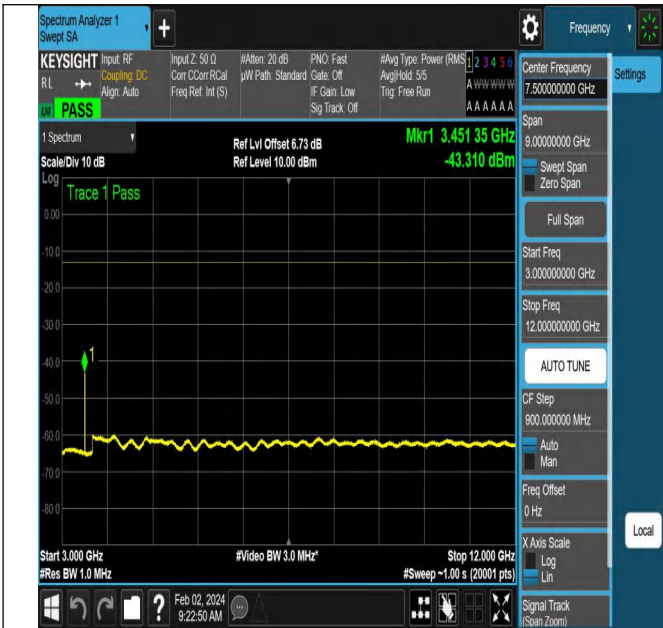 Spectrum Analyzer 1
Swept SA
Frequency
KEYSIGHT
RL
PASS
Input: RF
Coupling: DC
Align: Auto
Input Z: 50 Ω
Corr CCorr RCal
Freq Ref: Int (S)
#Atten: 20 dB
µW Path: Standard
PNO: Fast
Gate: Off
IF Gain: Low
Sig Track: Off
#Avg Type: Power (RMS
Avg|Hold: 5/5
Trig: Free Run
1 2 3 4 5 6
A W W W W W
A A A A A A
1 Spectrum
Scale/Div 10 dB
Log
Ref Lvl Offset 6.73 dB
Ref Level 10.00 dBm
Mkr1 3.451 35 GHz
-43.310 dBm
Trace 1 Pass
0.00
-10.0
-20.0
-30.0
-40.0
-50.0
-60.0
-70.0
-80.0
1
Start 3.000 GHz
#Res BW 1.0 MHz
#Video BW 3.0 MHz*
Stop 12.000 GHz
#Sweep ~1.00 s (20001 pts)
Feb 02, 2024
9:22:50 AM
Center Frequency
7.500000000 GHz
Settings
Span
9.00000000 GHz
Swept Span
Zero Span
Full Span
Start Freq
3.000000000 GHz
Stop Freq
12.000000000 GHz
AUTO TUNE
CF Step
900.000000 MHz
Auto
Man
Freq Offset
0 Hz
X Axis Scale
Log
Lin
Local
Signal Track
(Span Zoom)